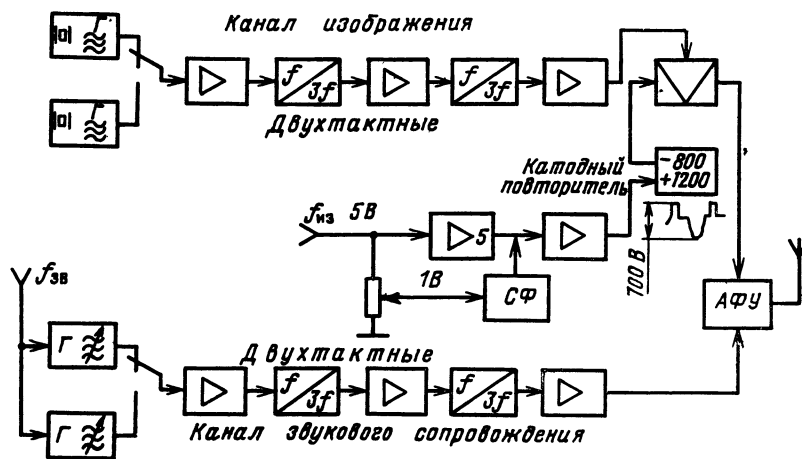 Канал изображения
Г
Г
f
3f
f
3f
Двухтактные
Катодный
повторитель
-800
+1200
fиз 5В
5
1В
СФ
100 В
АФУ
fзв
Двухтактные
Г
f
3f
f
3f
Г
Канал звукового сопровождения